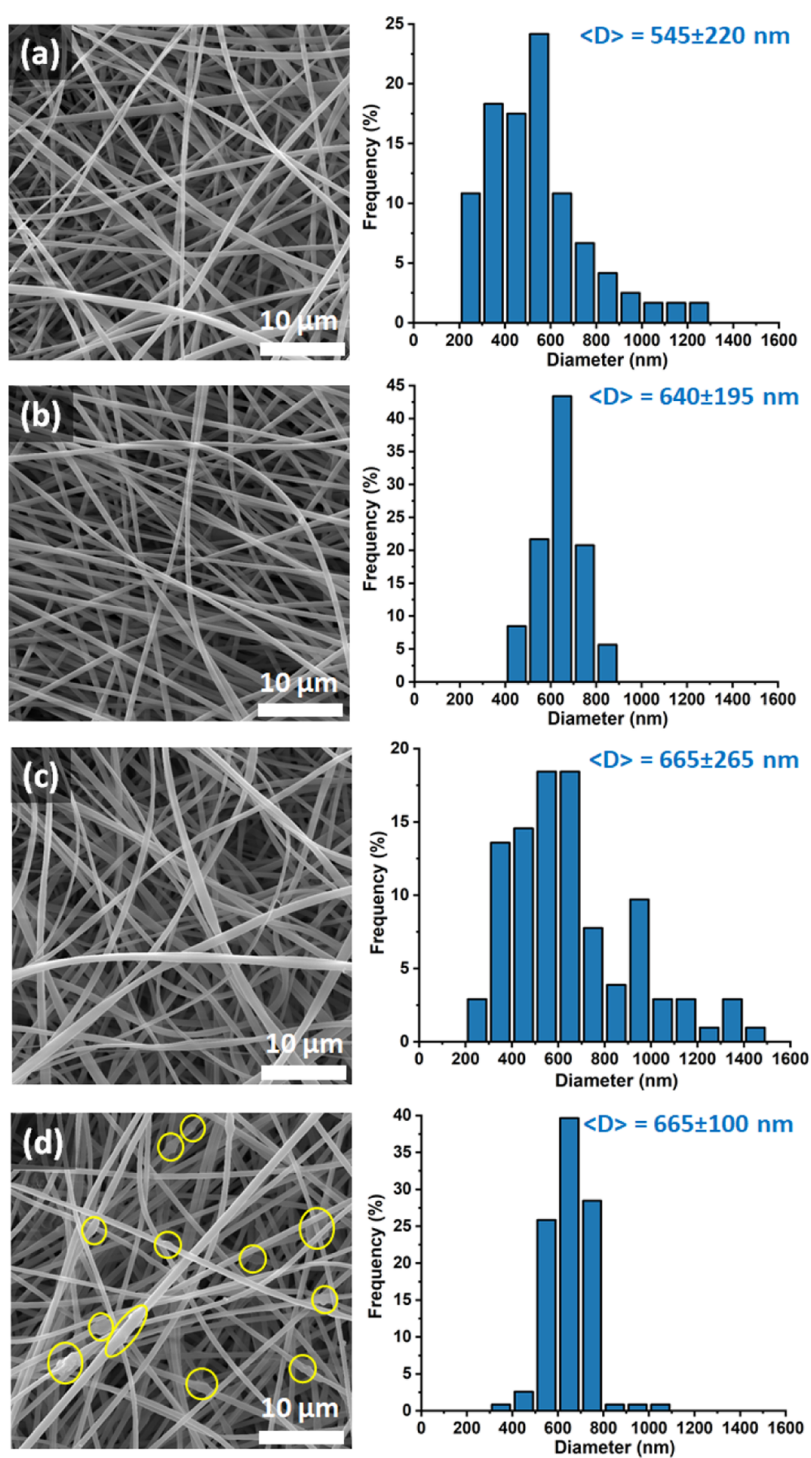 (a)
10 µm
<D> = 545±220 nm
Frequency (%)
25
20
15
10
5
0
0 200 400 600 800 1000 1200 1400 1600
Diameter (nm)
(b)
10 µm
<D> = 640±195 nm
Frequency (%)
45
40
35
30
25
20
15
10
5
0
0 200 400 600 800 1000 1200 1400 1600
Diameter (nm)
(c)
10 µm
<D> = 665±265 nm
Frequency (%)
20
15
10
5
0
0 200 400 600 800 1000 1200 1400 1600
Diameter (nm)
(d)
10 µm
<D> = 665±100 nm
Frequency (%)
40
35
30
25
20
15
10
5
0
0 200 400 600 800 1000 1200 1400 1600
Diameter (nm)